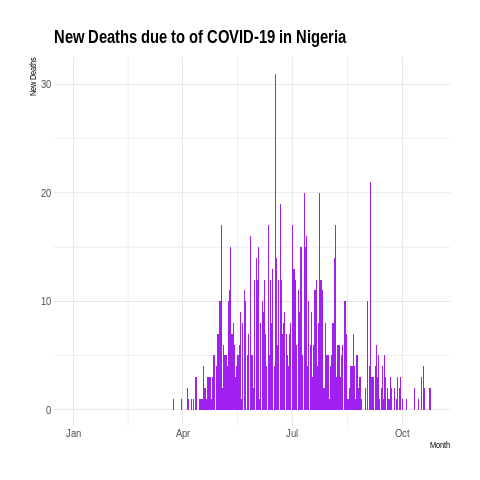 New Deaths due to of COVID-19 in Nigeria
New Deaths
30
20
10
0
Jan Apr Jul Oct
Month